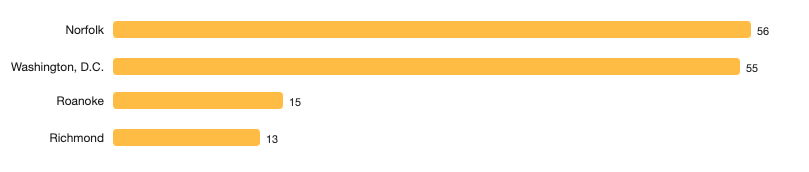 Norfolk 56
Washington, D.C. 55
Roanoke 15
Richmond 13